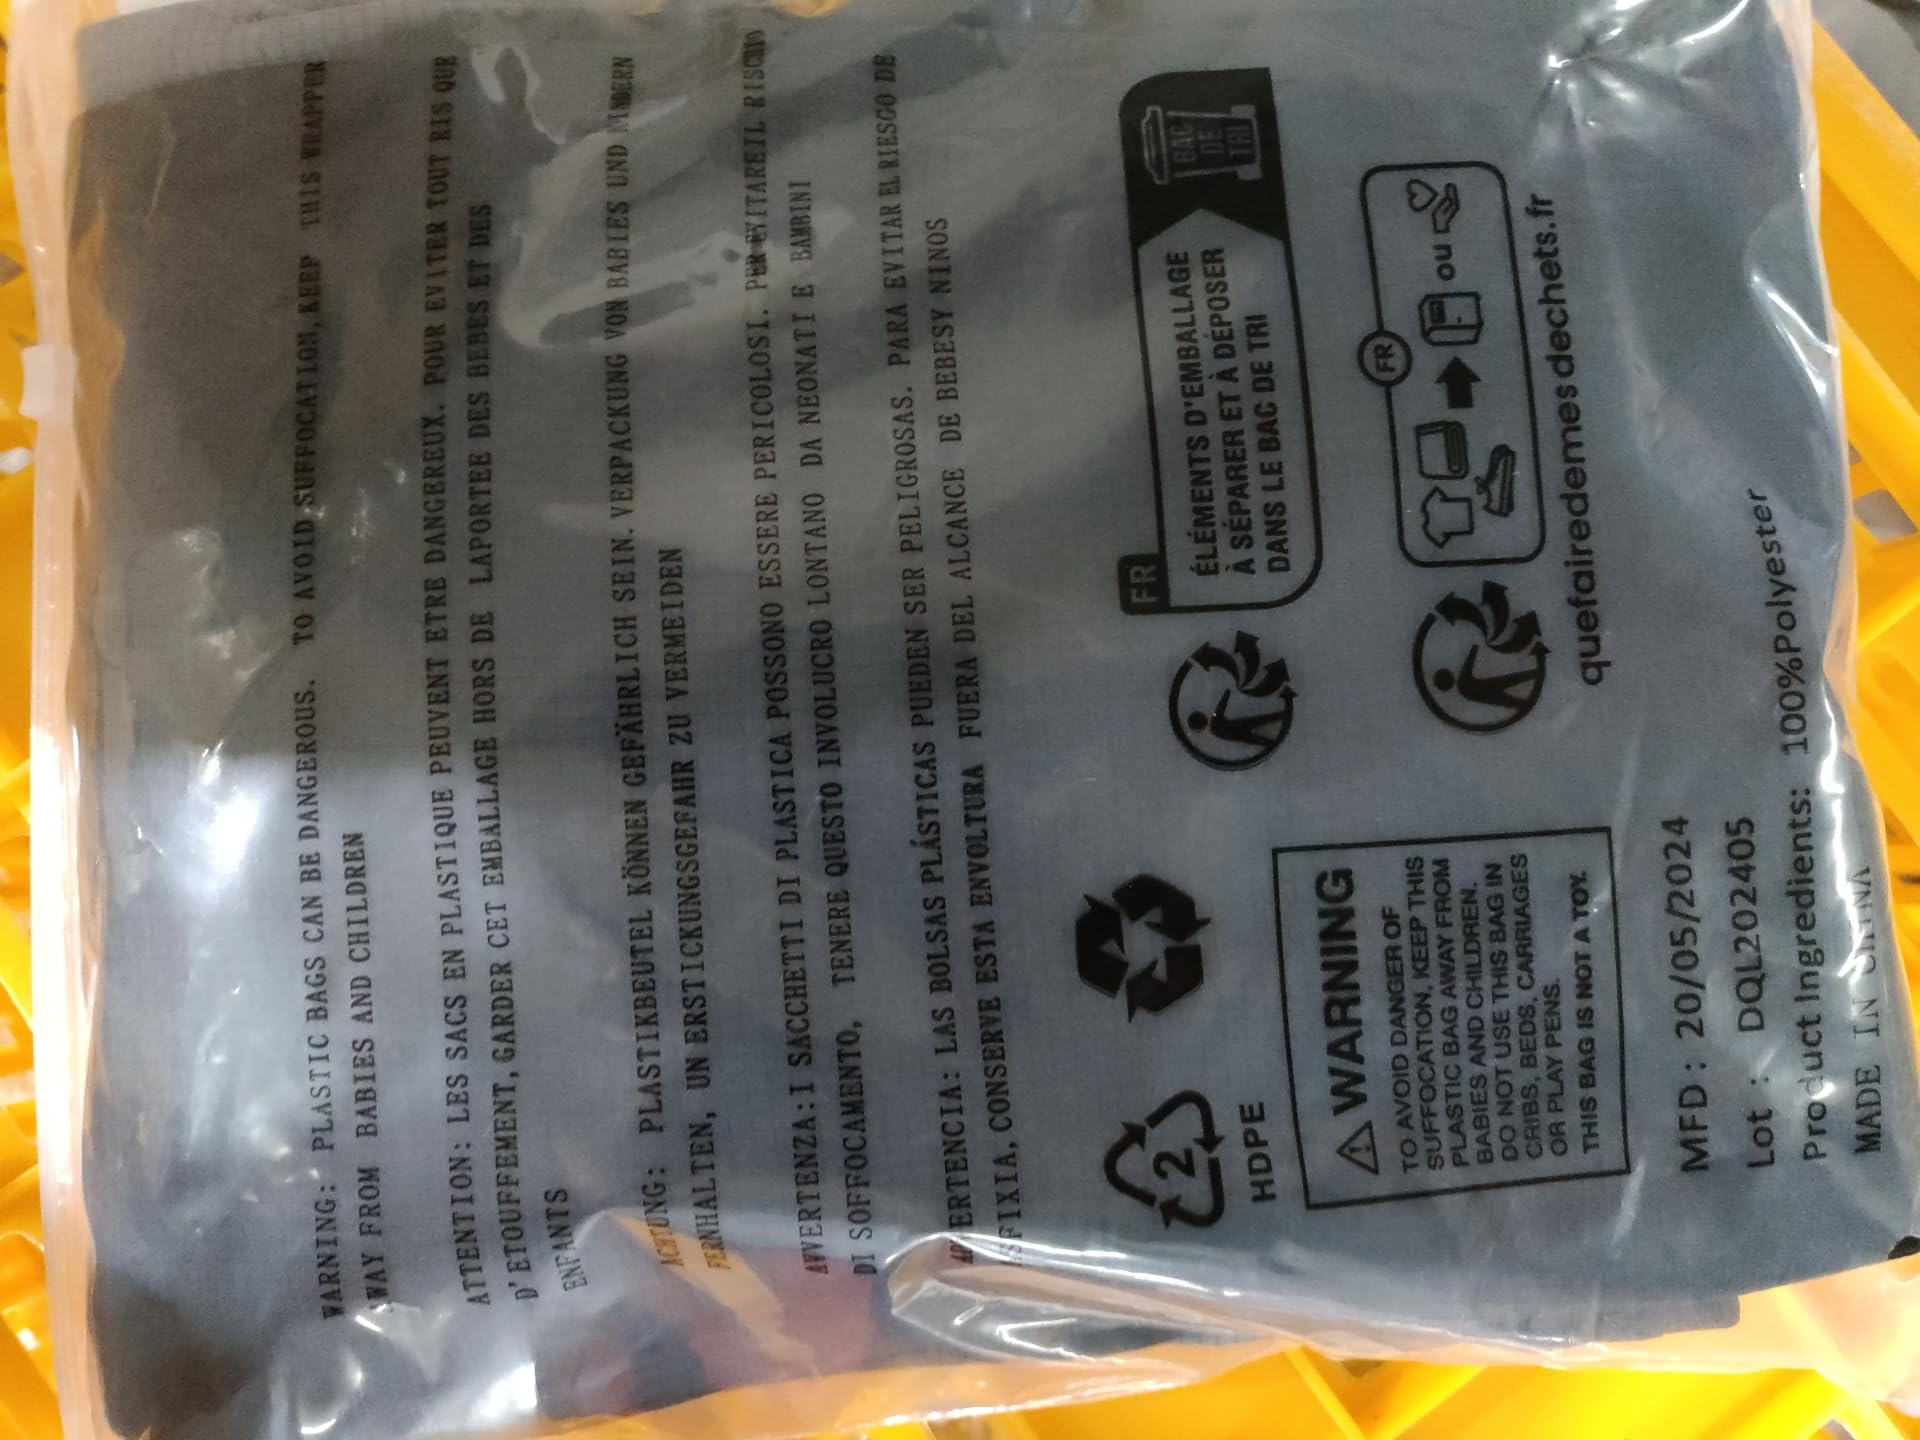 WARNING: PLASTIC BAGS CAN BE DANGEROUS. TO AVOID SUFFOCATION, KEEP THIS WRAPPER
AWAY FROM BABIES AND CHILDREN
ATTENTION: LES SACS EN PLASTIQUE PEUVENT ETRE DANGEREUX. POUR EVITER TOUT RIS QUE
D'ETOUFFEMENT, GARDER CET EMBALLAGE HORS DE LAPORTEE DES BEBES ET DES
ENFANTS
ACHTUNG: PLASTIKBEUTEL KÖNNEN GEFÄHRLICH SEIN. VERPACKUNG VON BABIES UND KINDERN
FERNHALTEN, UN ERSTICKUNGSGEFAHR ZU VERMEIDEN
AVVERTENZA: I SACCHETTI DI PLASTICA POSSONO ESSERE PERICOLOSI. PER EVITAREIL RISCHIO
DI SOFFOCAMENTO, TENERE QUESTO INVOLUCRO LONTANO DA NEONATI E BAMBINI
ADVERTENCIA: LAS BOLSAS PLÁSTICAS PUEDEN SER PELIGROSAS. PARA EVITAR EL RIESGO DE
ASFIXIA, CONSERVE ESTA ENVOLTURA FUERA DEL ALCANCE DE BEBESY NINOS
2
HDPE
FR
ÉLÉMENTS D'EMBALLAGE
À SÉPARER ET À DÉPOSER
DANS LE BAC DE TRI
BAC
DE
TRI
WARNING
TO AVOID DANGER OF
SUFFOCATION, KEEP THIS
PLASTIC BAG AWAY FROM
BABIES AND CHILDREN.
DO NOT USE THIS BAG IN
CRIBS, BEDS, CARRIAGES
OR PLAY PENS.
THIS BAG IS NOT A TOY.
FR
ou
quefairedemesdechets.fr
MFD: 20/05/2024
Lot: DQL202405
Product Ingredients: 100%Polyester
MADE IN CHINA